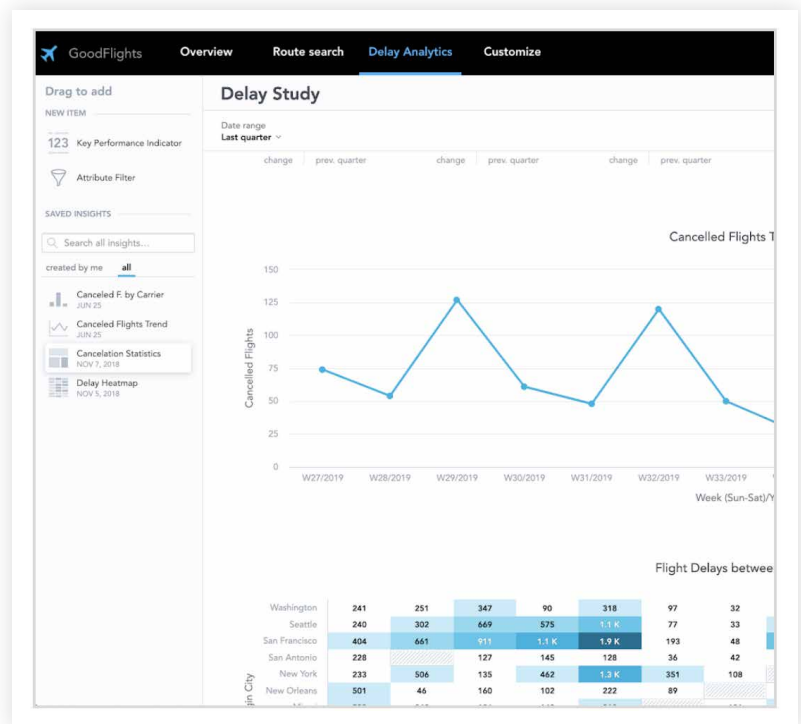 GoodFlights Overview Route search Delay Analytics Customize
Drag to add
NEW ITEM
123 Key Performance Indicator
Attribute Filter
SAVED INSIGHTS
Search all insights...
created by me all
Canceled F. by Carrier
JUN 25
Canceled Flights Trend
JUN 25
Cancelation Statistics
NOV 7, 2018
Delay Heatmap
NOV 5, 2018
Delay Study
Date range
Last quarter
change prev. quarter change prev. quarter change prev. quarter
Cancelled Flights T
Cancelled Flights
150
125
100
75
50
25
0
W27/2019 W28/2019 W29/2019 W30/2019 W31/2019 W32/2019 W33/2019
Week (Sun-Sat)/Y
Flight Delays betwee
gin City
Washington 241 251 347 90 318 97 32
Seattle 240 302 669 575 1.1 K 77 33
San Francisco 404 661 911 1.1 K 1.9 K 193 48
San Antonio 228 127 145 128 36 42
New York 233 506 135 462 1.3 K 351 108
New Orleans 501 46 160 102 222 89